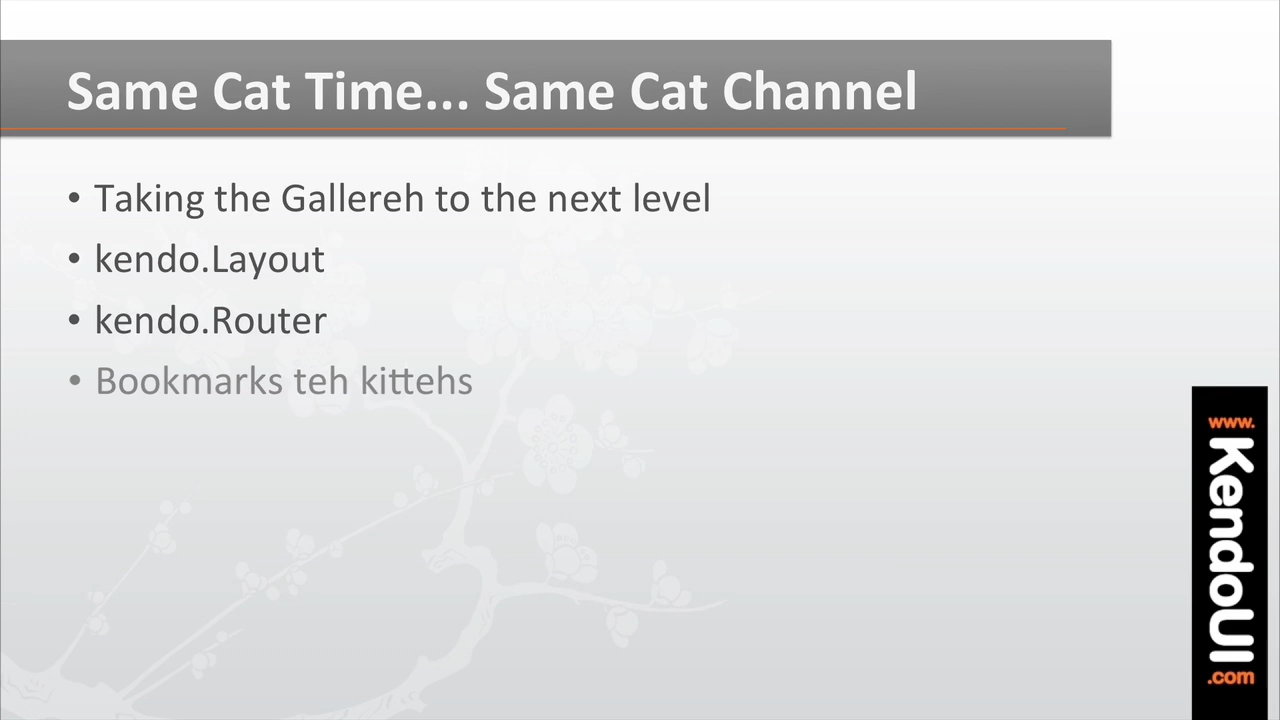 Same Cat Time... Same Cat Channel
• Taking the Gallereh to the next level
• kendo.Layout
• kendo.Router
• Bookmarks teh kittehs
www.
KendoUI
.com